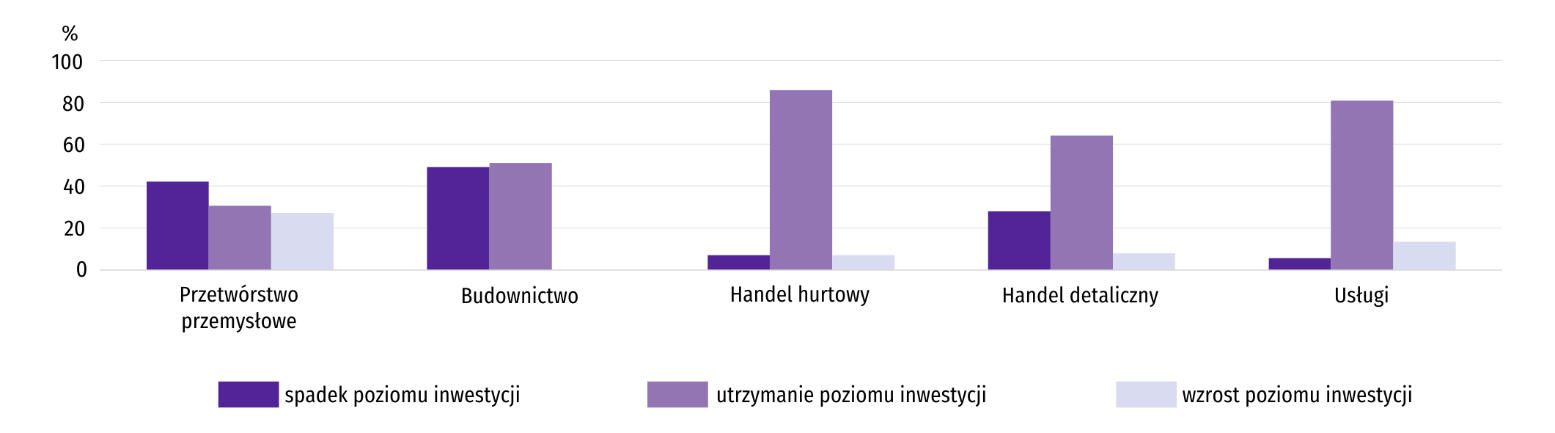 %
100
80
60
40
20
0
Przetwórstwo
przemysłowe
Budownictwo
Handel hurtowy
Handel detaliczny
Usługi
spadek poziomu inwestycji
utrzymanie poziomu inwestycji
wzrost poziomu inwestycji